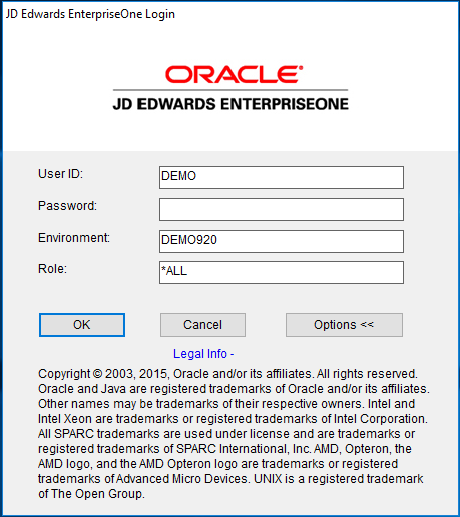 JD Edwards EnterpriseOne Login
ORACLE
JD EDWARDS ENTERPRISEONE
User ID: DEMO
Password:
Environment: DEMO920
Role: *ALL
OK Cancel Options <<
Legal Info -
Copyright © 2003, 2015, Oracle and/or its affiliates. All rights reserved.
Oracle and Java are registered trademarks of Oracle and/or its affiliates.
Other names may be trademarks of their respective owners. Intel and
Intel Xeon are trademarks or registered trademarks of Intel Corporation.
All SPARC trademarks are used under license and are trademarks or
registered trademarks of SPARC International, Inc. AMD, Opteron, the
AMD logo, and the AMD Opteron logo are trademarks or registered
trademarks of Advanced Micro Devices. UNIX is a registered trademark
of The Open Group.